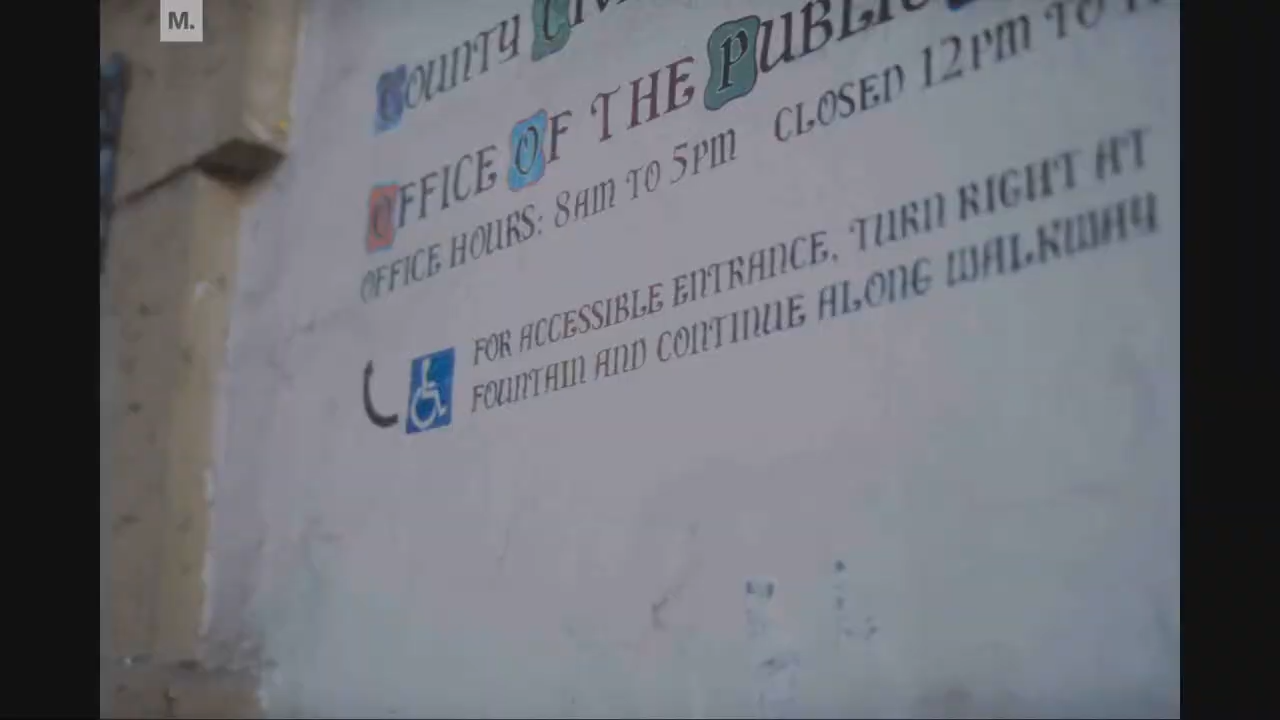 M.
COUNTY
OFFICE OF THE PUBLIC
OFFICE HOURS: 8AM TO 5PM CLOSED 12PM TO
FOR ACCESSIBLE ENTRANCE, TURN RIGHT AT
FOUNTAIN AND CONTINUE ALONG WALKWAY